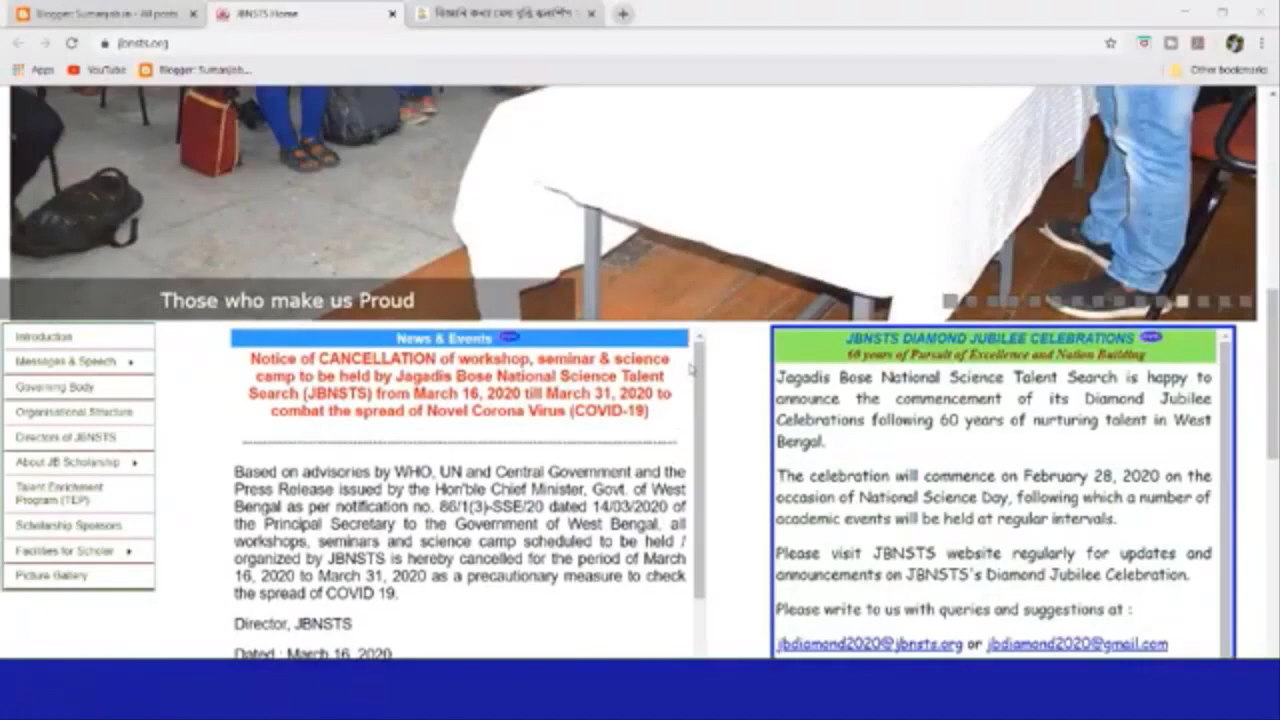 Blogger: Sumanjob.in - All posts
JBNSTS Home
jbnsts.org
Apps
YouTube
Blogger: Sumanjob...
Other bookmarks
Those who make us Proud
Introduction
Messages & Speech
Governing Body
Organisational Structure
Directors of JBNSTS
About JB Scholarship
Talent Enrichment
Program (TEP)
Scholarship Sponsors
Facilities for Scholar
Picture Gallery
News & Events
Notice of CANCELLATION of workshop, seminar & science
camp to be held by Jagadis Bose National Science Talent
Search (JBNSTS) from March 16, 2020 till March 31, 2020 to
combat the spread of Novel Corona Virus (COVID-19)
Based on advisories by WHO, UN and Central Government and the
Press Release issued by the Hon'ble Chief Minister, Govt. of West
Bengal as per notification no. 86/1(3)-SSE/20 dated 14/03/2020 of
the Principal Secretary to the Government of West Bengal, all
workshops, seminars and science camp scheduled to be held /
organized by JBNSTS is hereby cancelled for the period of March
16, 2020 to March 31, 2020 as a precautionary measure to check
the spread of COVID 19.
Director, JBNSTS
Dated : March 16, 2020
JBNSTS DIAMOND JUBILEE CELEBRATIONS
60 years of Pursuit of Excellence and Nation Building
Jagadis Bose National Science Talent Search is happy to
announce the commencement of its Diamond Jubilee
Celebrations following 60 years of nurturing talent in West
Bengal.
The celebration will commence on February 28, 2020 on the
occasion of National Science Day, following which a number of
academic events will be held at regular intervals.
Please visit JBNSTS website regularly for updates and
announcements on JBNSTS's Diamond Jubilee Celebration.
Please write to us with queries and suggestions at :
jbdiamond2020@jbnsts.org or jbdiamond2020@gmail.com